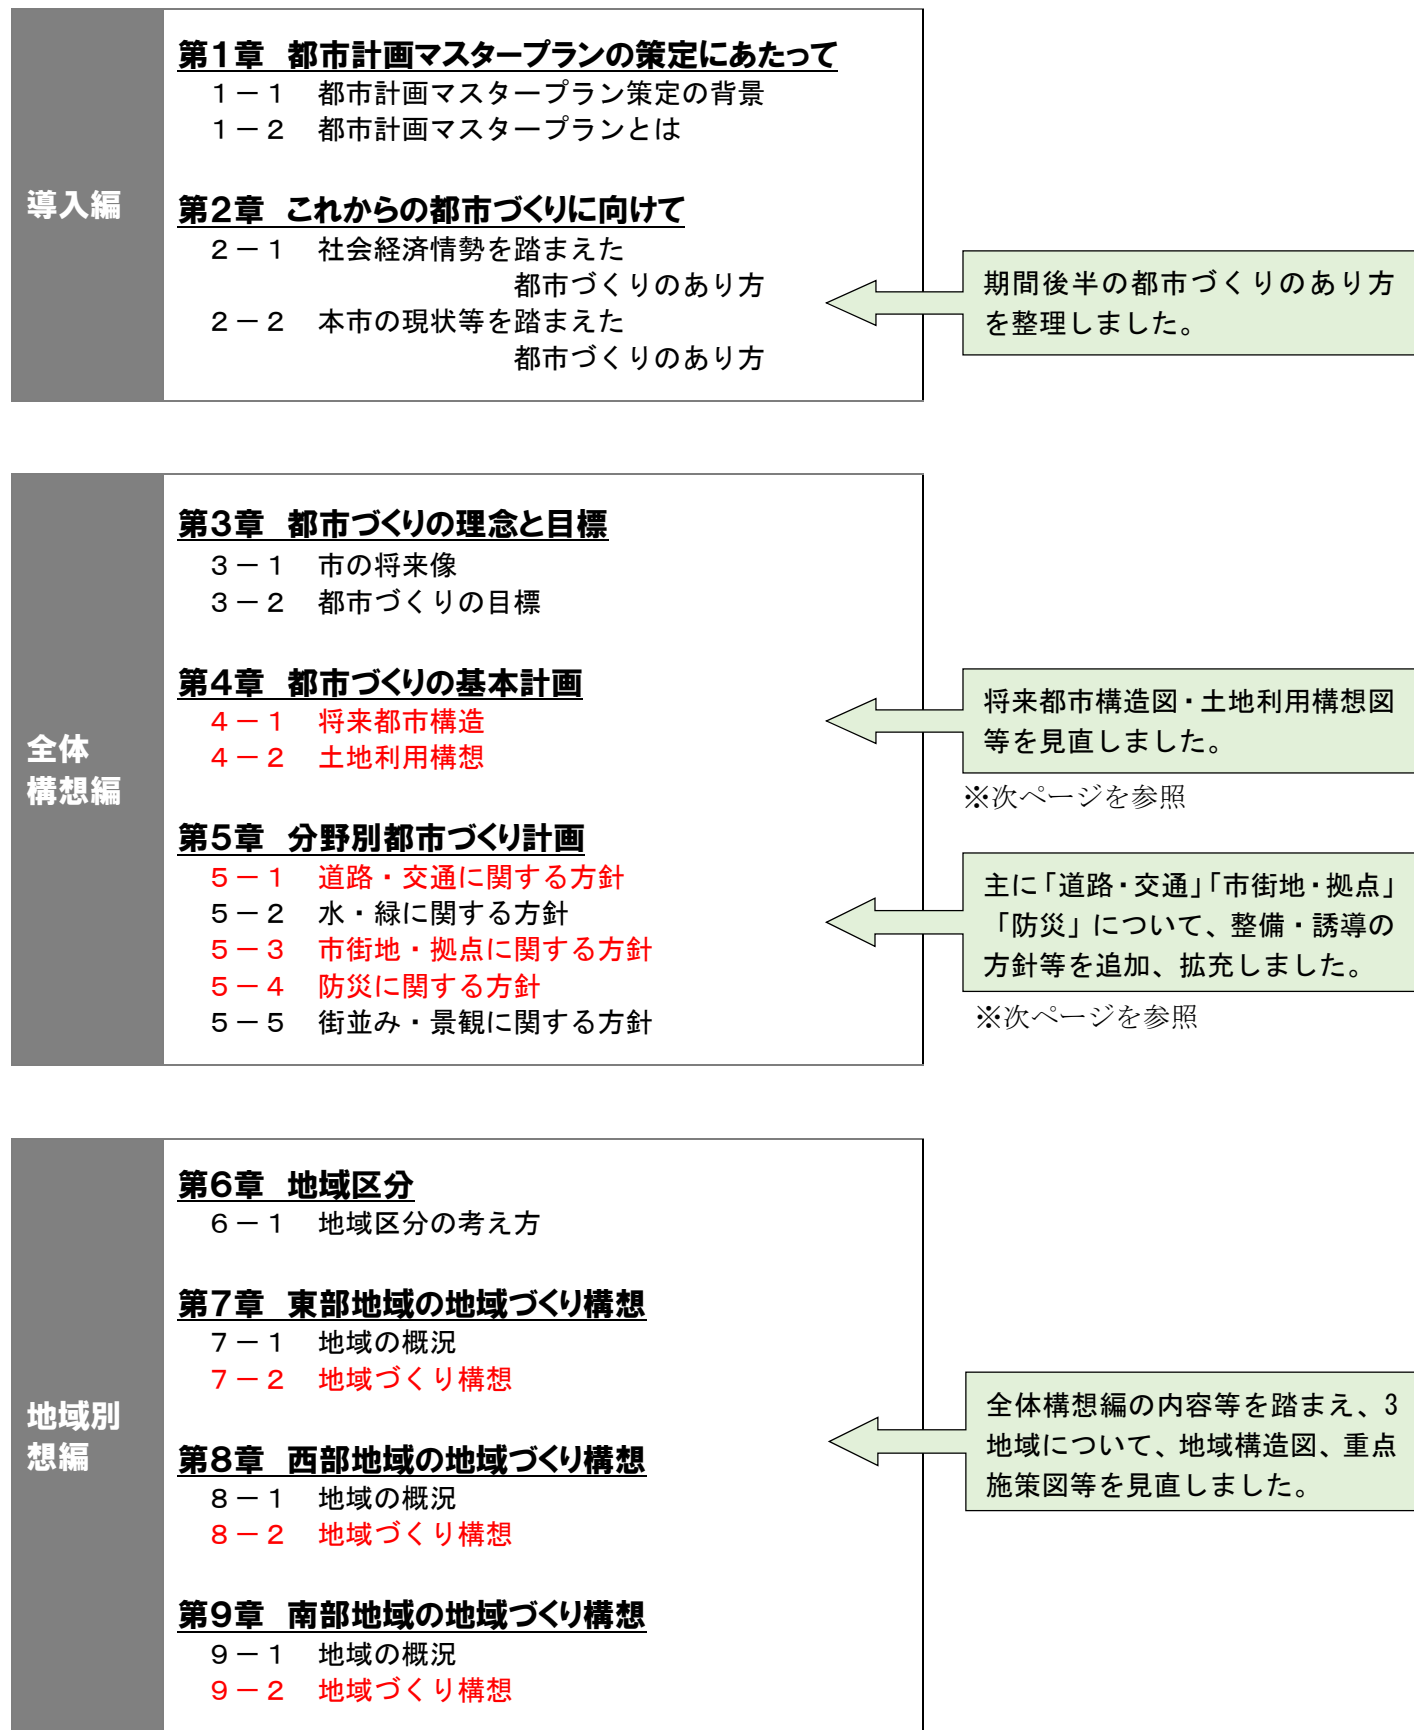 導入編
第1章 都市計画マスタープランの策定にあたって
1－1 都市計画マスタープラン策定の背景
1－2 都市計画マスタープランとは
第2章 これからの都市づくりに向けて
2－1 社会経済情勢を踏まえた
都市づくりのあり方
2－2 本市の現状等を踏まえた
都市づくりのあり方
期間後半の都市づくりのあり方
を整理しました。
全体
構想編
第3章 都市づくりの理念と目標
3－1 市の将来像
3－2 都市づくりの目標
第4章 都市づくりの基本計画
4－1 将来都市構造
4－2 土地利用構想
将来都市構造図・土地利用構想図
等を見直しました。
※次ページを参照
第5章 分野別都市づくり計画
5－1 道路・交通に関する方針
5－2 水・緑に関する方針
5－3 市街地・拠点に関する方針
5－4 防災に関する方針
5－5 街並み・景観に関する方針
主に「道路・交通」「市街地・拠点」
「防災」について、整備・誘導の
方針等を追加、拡充しました。
※次ページを参照
地域別
想編
第6章 地域区分
6－1 地域区分の考え方
第7章 東部地域の地域づくり構想
7－1 地域の概況
7－2 地域づくり構想
第8章 西部地域の地域づくり構想
8－1 地域の概況
8－2 地域づくり構想
第9章 南部地域の地域づくり構想
9－1 地域の概況
9－2 地域づくり構想
全体構想編の内容等を踏まえ、3
地域について、地域構造図、重点
施策図等を見直しました。